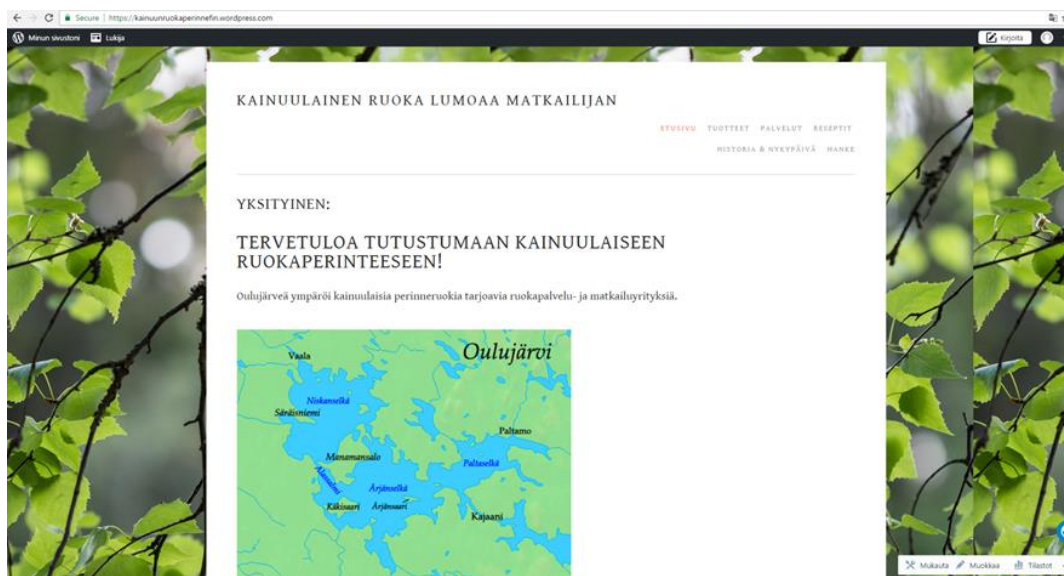 Secure | https://kainuunruokaperinnefin.wordpress.com
Minun sivustoni Lukija Kirjoita
KAINUULAINEN RUOKA LUMOAA MATKAILIJAN
ETUSIVU TUOTTEET PALVELUT RESEPTIT
HISTORIA & NYKYPÄIVÄ HANKE
YKSITYINEN:
TERVETULOA TUTUSTUMAAN KAINUULAISEEN
RUOKAPERINTEESEEN!
Oulujärveä ympäröi kainuulaisia perinneruokia tarjoavia ruokapalvelu- ja matkailuyrityksiä.
Oulujärvi
Vaala
Niskanselkä
Säräisniemi
Paltamo
Manamansalo
Paltaselkä
Alassalmi
Ärjänselkä
Käkisaari Ärjänsaari
Kajaani
Mukauta Muokkaa Tilastot